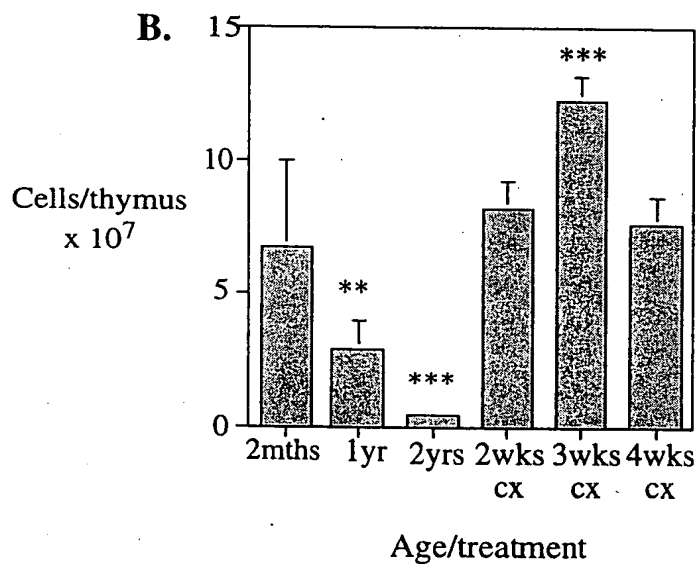 B.
15
***
10
Cells/thymus
x 10⁷
**
5
***
0
2mths 1yr 2yrs 2wks 3wks 4wks
cx cx cx
Age/treatment